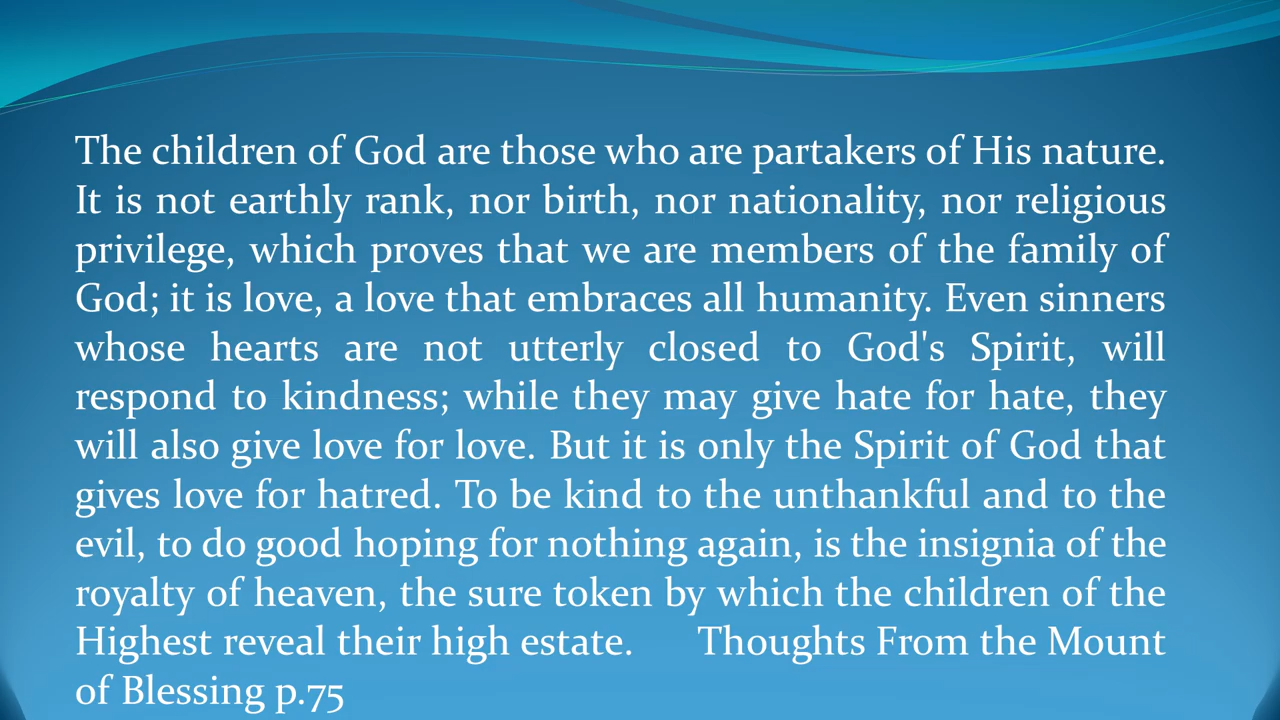 The children of God are those who are partakers of His nature.
It is not earthly rank, nor birth, nor nationality, nor religious
privilege, which proves that we are members of the family of
God; it is love, a love that embraces all humanity. Even sinners
whose hearts are not utterly closed to God's Spirit, will
respond to kindness; while they may give hate for hate, they
will also give love for love. But it is only the Spirit of God that
gives love for hatred. To be kind to the unthankful and to the
evil, to do good hoping for nothing again, is the insignia of the
royalty of heaven, the sure token by which the children of the
Highest reveal their high estate. Thoughts From the Mount
of Blessing p.75